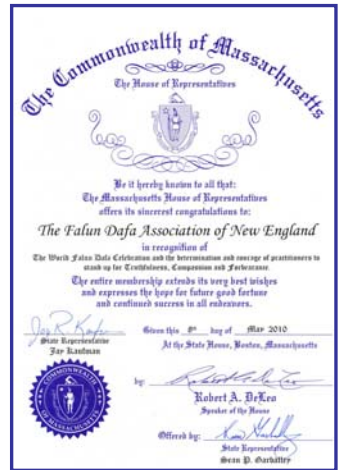 The Commonwealth of Massachusetts
The House of Representatives
Be it hereby known to all that:
The Massachusetts House of Representatives
offers its sincerest congratulations to:
The Falun Dafa Association of New England
in recognition of
The World Falun Dafa Celebration and the determination and courage of practitioners to
stand up for Truthfulness, Compassion and Forbearance.
The entire membership extends its very best wishes
and expresses the hope for future good fortune
and continued success in all endeavors.
State Representative
Jay Kaufman
Given this 8th day of May 2010
At the State House, Boston, Massachusetts
by:
Robert A. DeLeo
Speaker of the House
Offered by:
State Representative
Sean P. Garballey
COMMONWEALTH
OF MASSACHUSETTS